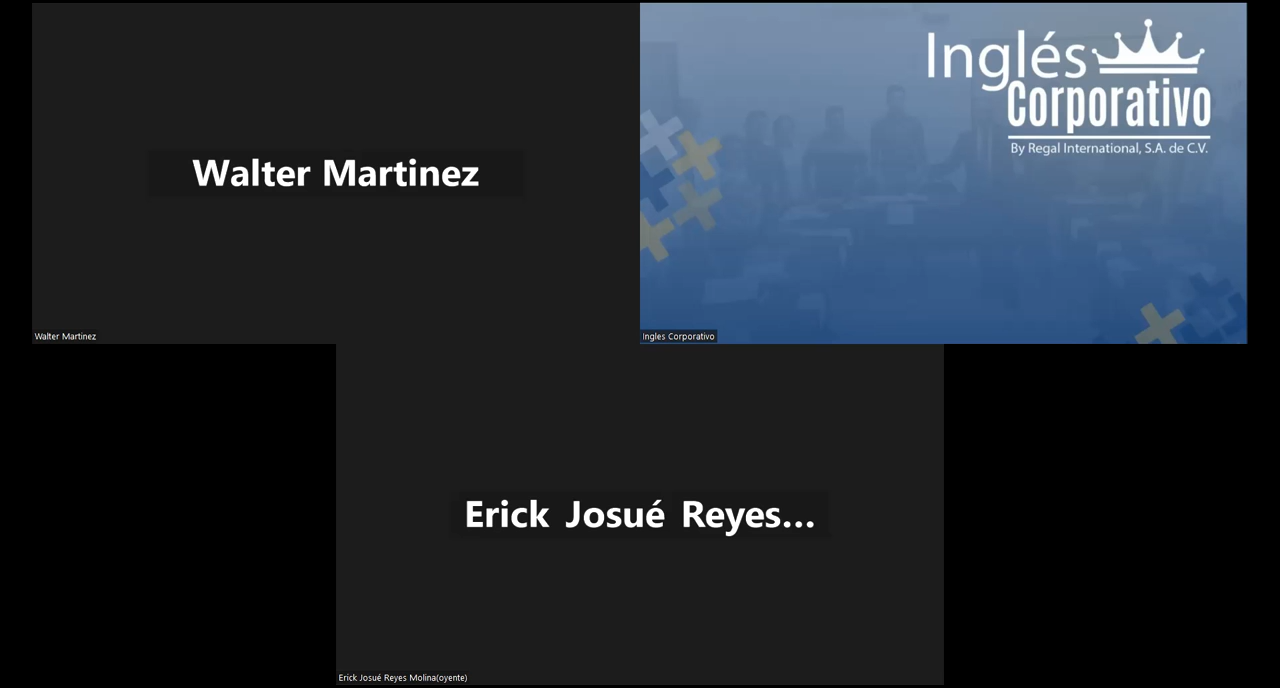 Walter Martinez
Walter Martinez
Inglés
Corporativo
By Regal International, S.A. de C.V.
Ingles Corporativo
Erick Josué Reyes...
Erick Josué Reyes Molina(oyente)